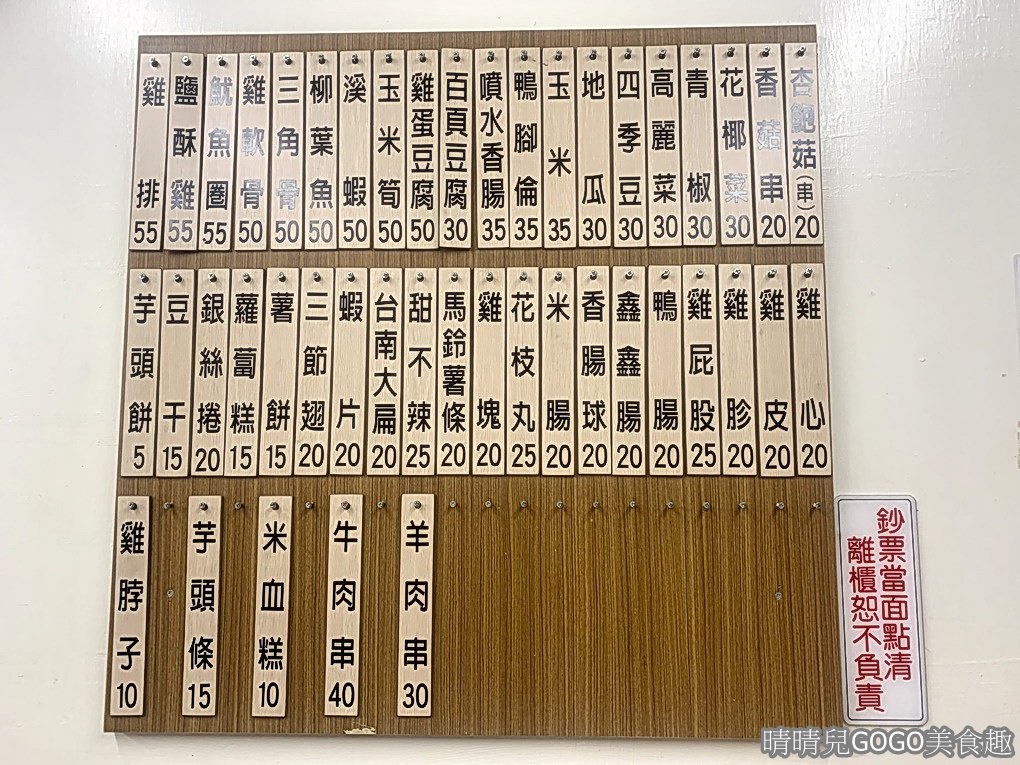 雞排55
鹽酥雞55
魷魚圈55
雞軟骨50
三角骨50
柳葉魚50
溪蝦50
玉米筍50
雞蛋豆腐50
百頁豆腐30
噴水香腸35
鴨腳倫35
玉米35
地瓜30
四季豆30
高麗菜30
青椒30
花椰菜30
香菇串20
杏鮑菇(串)20
芋頭餅5
豆干15
銀絲捲20
蘿蔔糕15
薯餅15
三節翅20
蝦片20
台南大扁20
甜不辣25
馬鈴薯條20
雞塊20
花枝丸25
米腸20
香腸球20
鑫鑫腸20
鴨腸20
雞屁股25
雞胗20
雞皮20
雞心20
雞脖子10
芋頭條15
米血糕10
牛肉串40
羊肉串30
鈔票當面點清
離櫃恕不負責
晴晴兒GOGO美食趣